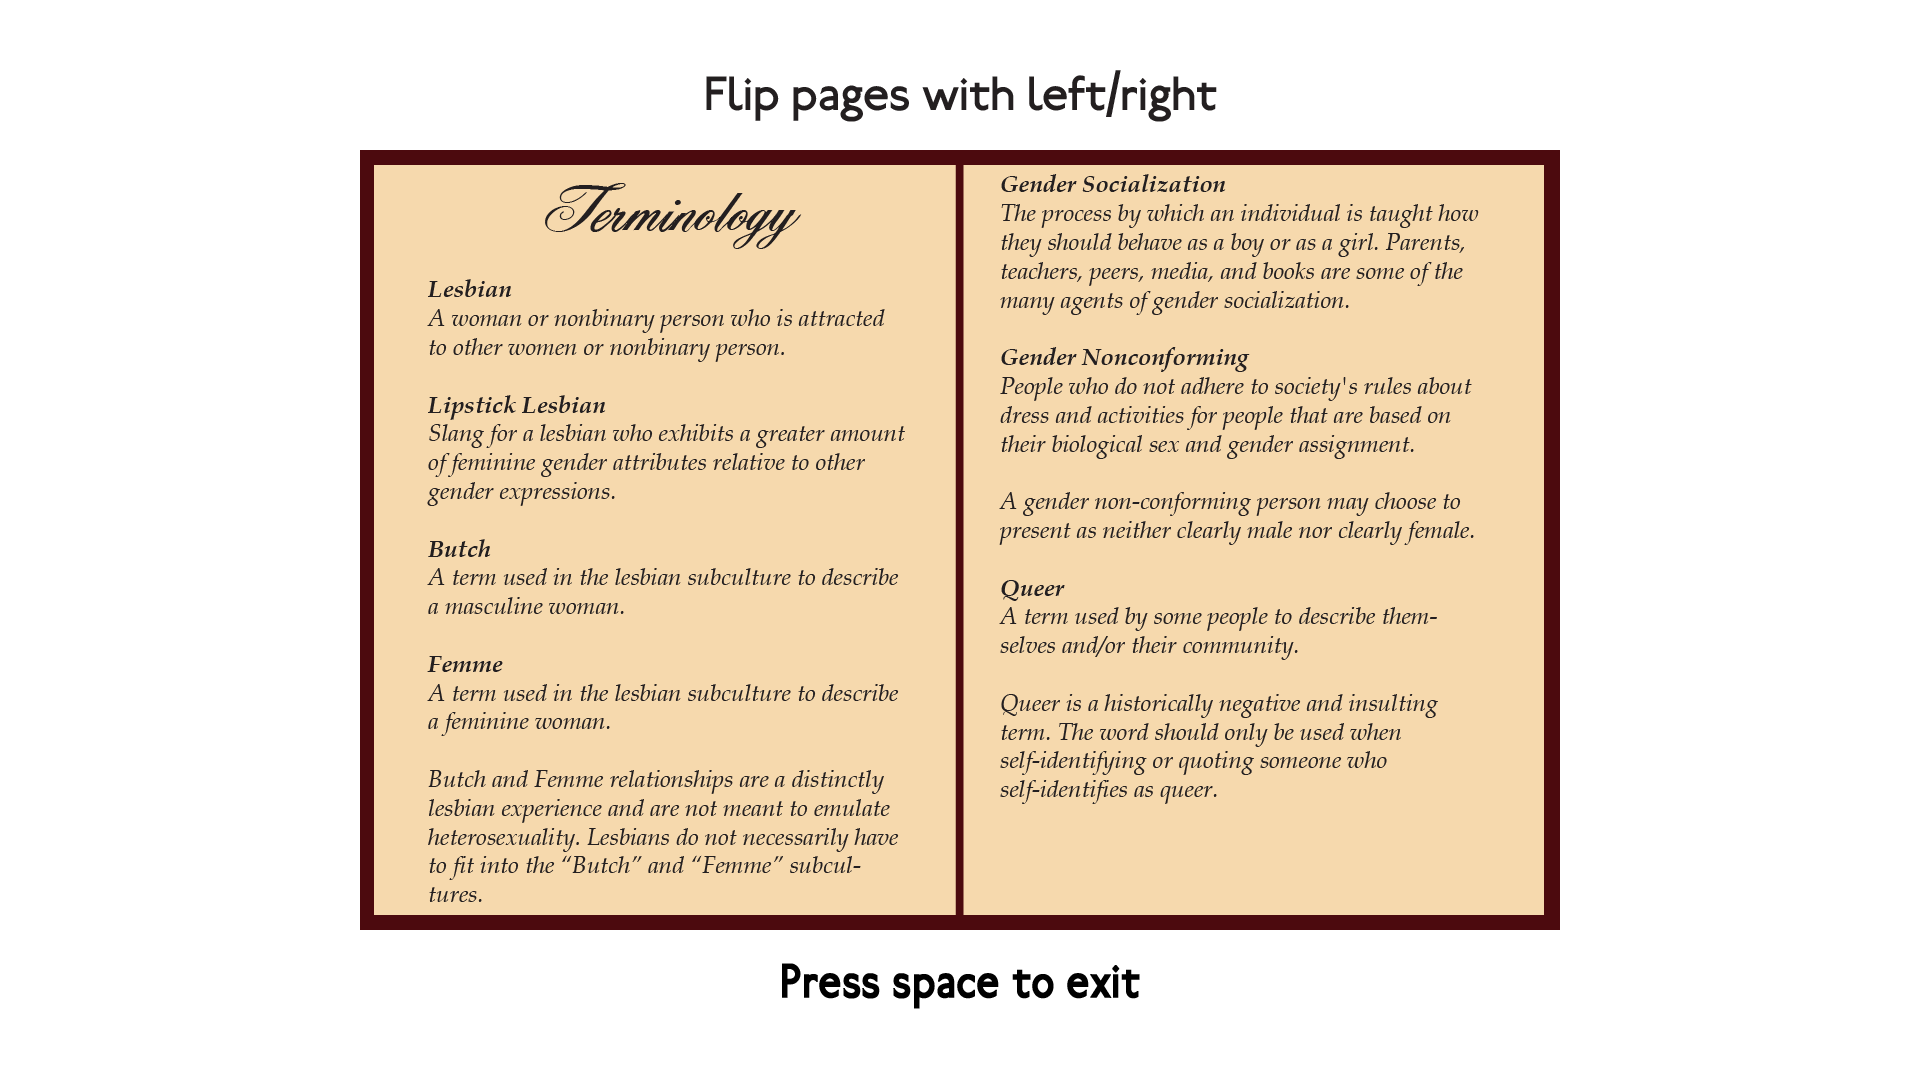 Flip pages with left/right
Terminology
Lesbian
A woman or nonbinary person who is attracted
to other women or nonbinary person.
Lipstick Lesbian
Slang for a lesbian who exhibits a greater amount
of feminine gender attributes relative to other
gender expressions.
Butch
A term used in the lesbian subculture to describe
a masculine woman.
Femme
A term used in the lesbian subculture to describe
a feminine woman.
Butch and Femme relationships are a distinctly
lesbian experience and are not meant to emulate
heterosexuality. Lesbians do not necessarily have
to fit into the “Butch” and “Femme” subcul-
tures.
Gender Socialization
The process by which an individual is taught how
they should behave as a boy or as a girl. Parents,
teachers, peers, media, and books are some of the
many agents of gender socialization.
Gender Nonconforming
People who do not adhere to society's rules about
dress and activities for people that are based on
their biological sex and gender assignment.
A gender non-conforming person may choose to
present as neither clearly male nor clearly female.
Queer
A term used by some people to describe them-
selves and/or their community.
Queer is a historically negative and insulting
term. The word should only be used when
self-identifying or quoting someone who
self-identifies as queer.
Press space to exit